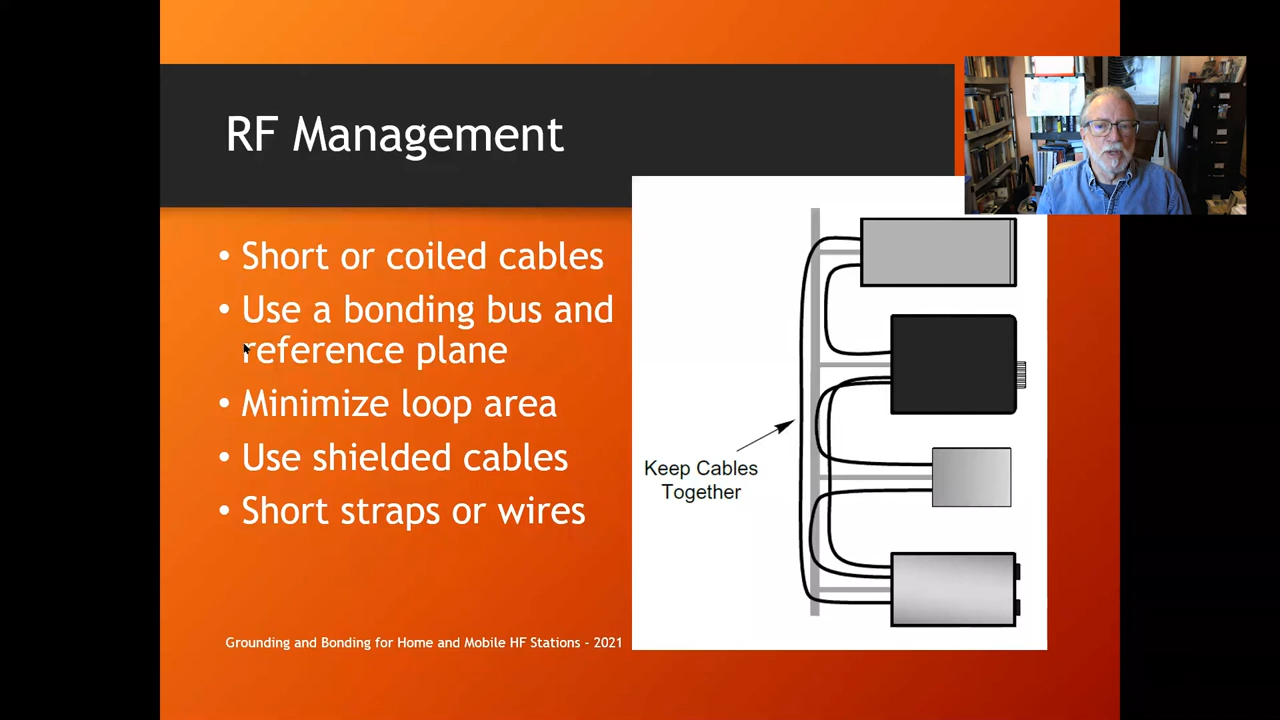 RF Management
• Short or coiled cables
• Use a bonding bus and
reference plane
• Minimize loop area
• Use shielded cables
• Short straps or wires
Keep Cables
Together
Grounding and Bonding for Home and Mobile HF Stations - 2021